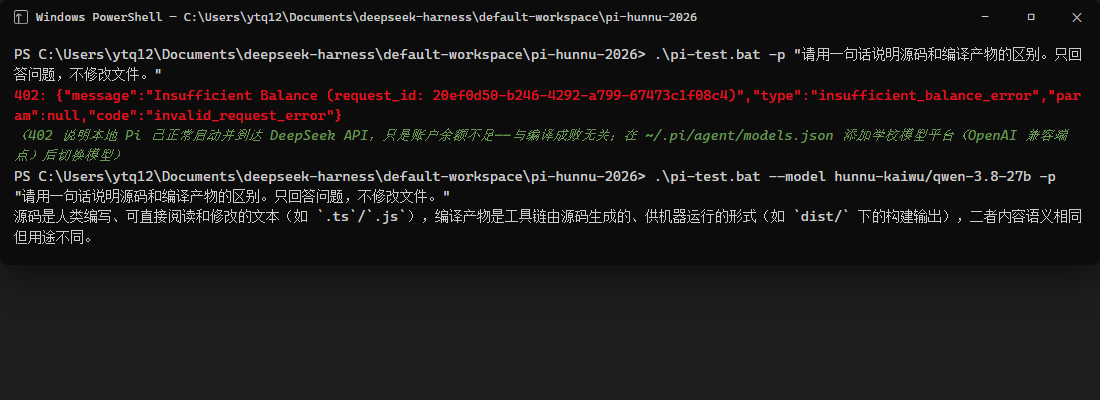 Windows PowerShell — C:\Users\ytq12\Documents\deepseek-harness\default-workspace\pi-hunnu-2026
PS C:\Users\ytq12\Documents\deepseek-harness\default-workspace\pi-hunnu-2026> .\pi-test.bat -p "请用一句话说明源码和编译产物的区别。只回
答问题，不修改文件。"
402: {"message":"Insufficient Balance (request_id: 20ef0d50-b246-4292-a799-67473c1f08c4)","type":"insufficient_balance_error","par
am":null,"code":"invalid_request_error"}
（402 说明本地 Pi 已正常启动并到达 DeepSeek API，只是账户余额不足——与编译成败无关；在 ~/.pi/agent/models.json 添加学校模型平台（OpenAI 兼容端
点）后切换模型）
PS C:\Users\ytq12\Documents\deepseek-harness\default-workspace\pi-hunnu-2026> .\pi-test.bat --model hunnu-kaiwu/qwen-3.8-27b -p
"请用一句话说明源码和编译产物的区别。只回答问题，不修改文件。"
源码是人类编写、可直接阅读和修改的文本（如 `.ts`/`.js`），编译产物是工具链由源码生成的、供机器运行的形式（如 `dist/` 下的构建输出），二者内容语义相同
但用途不同。